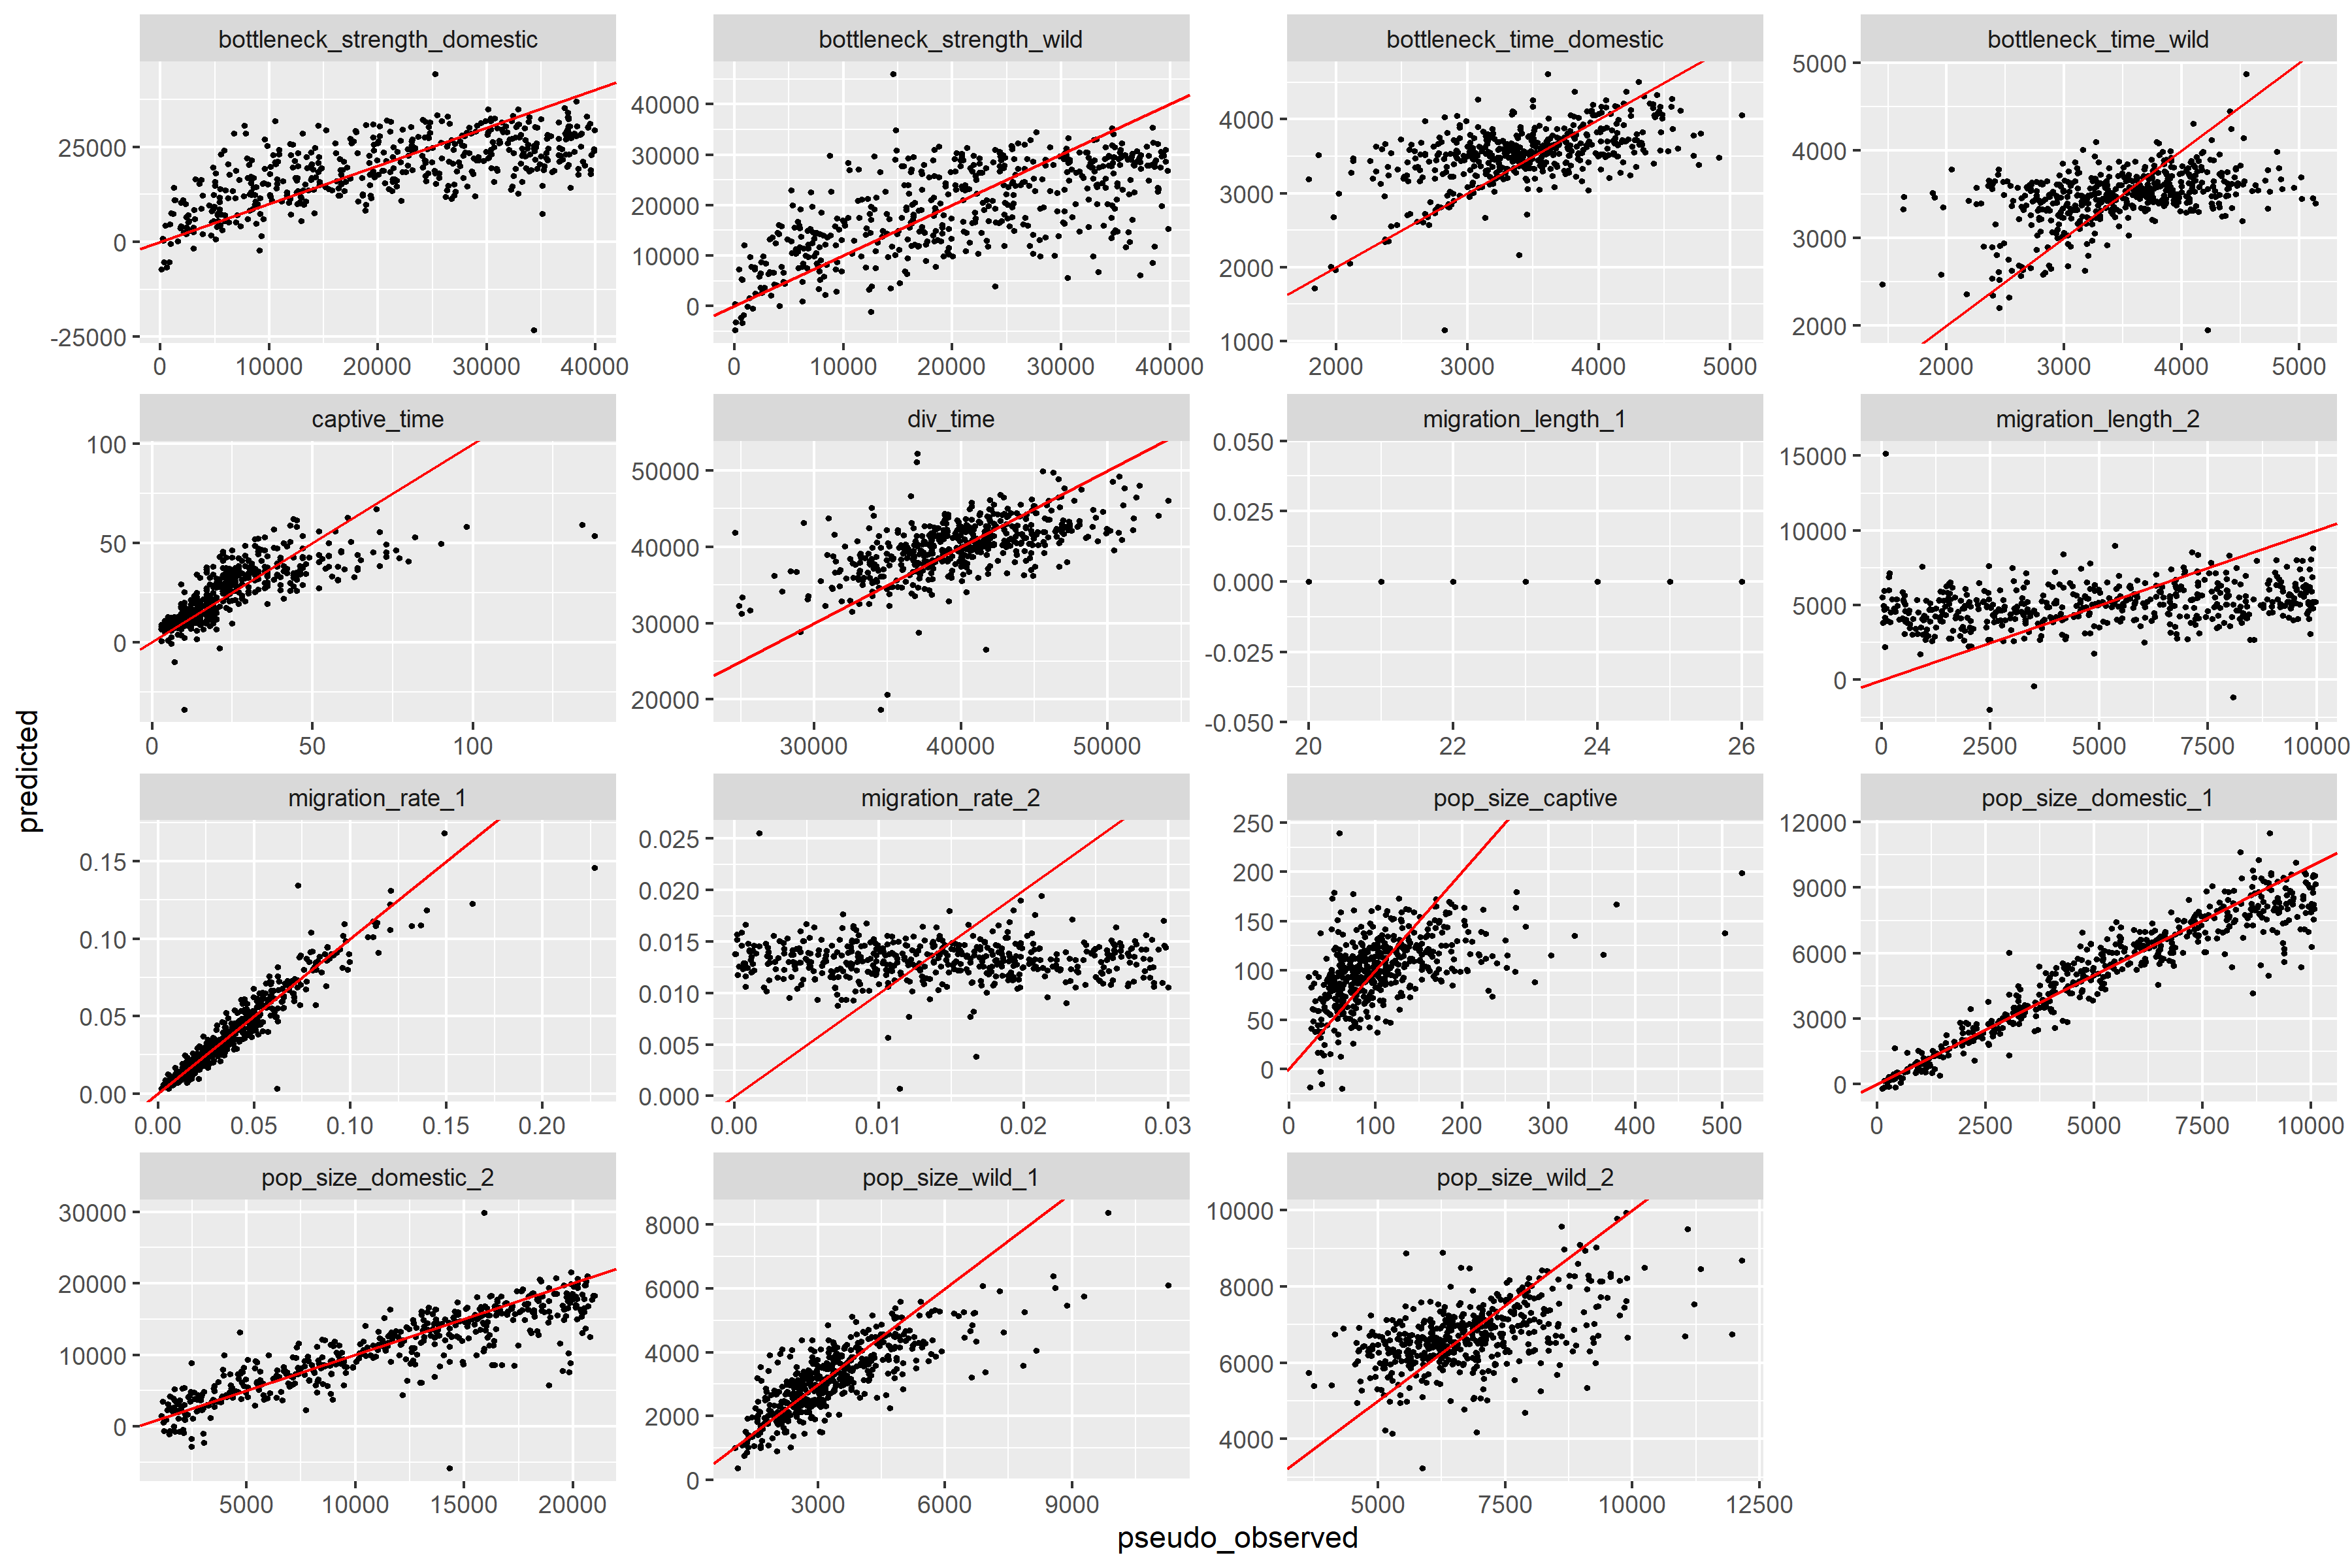 bottleneck_strength_domestic
bottleneck_strength_wild
bottleneck_time_domestic
bottleneck_time_wild
25000
0
-25000
0 10000 20000 30000 40000
40000
30000
20000
10000
0
0 10000 20000 30000 40000
4000
3000
2000
1000
2000 3000 4000 5000
5000
4000
3000
2000
2000 3000 4000 5000
captive_time
div_time
migration_length_1
migration_length_2
100
50
0
0 50 100
50000
40000
30000
20000
30000 40000 50000
0.050
0.025
0.000
-0.025
-0.050
20 22 24 26
15000
10000
5000
0
0 2500 5000 7500 10000
predicted
migration_rate_1
migration_rate_2
pop_size_captive
pop_size_domestic_1
0.15
0.10
0.05
0.00
0.00 0.05 0.10 0.15 0.20
0.025
0.020
0.015
0.010
0.005
0.000
0.00 0.01 0.02 0.03
250
200
150
100
50
0
0 100 200 300 400 500
12000
9000
6000
3000
0
0 2500 5000 7500 10000
pop_size_domestic_2
pop_size_wild_1
pop_size_wild_2
30000
20000
10000
0
5000 10000 15000 20000
8000
6000
4000
2000
0
3000 6000 9000
10000
8000
6000
4000
5000 7500 10000 12500
pseudo_observed